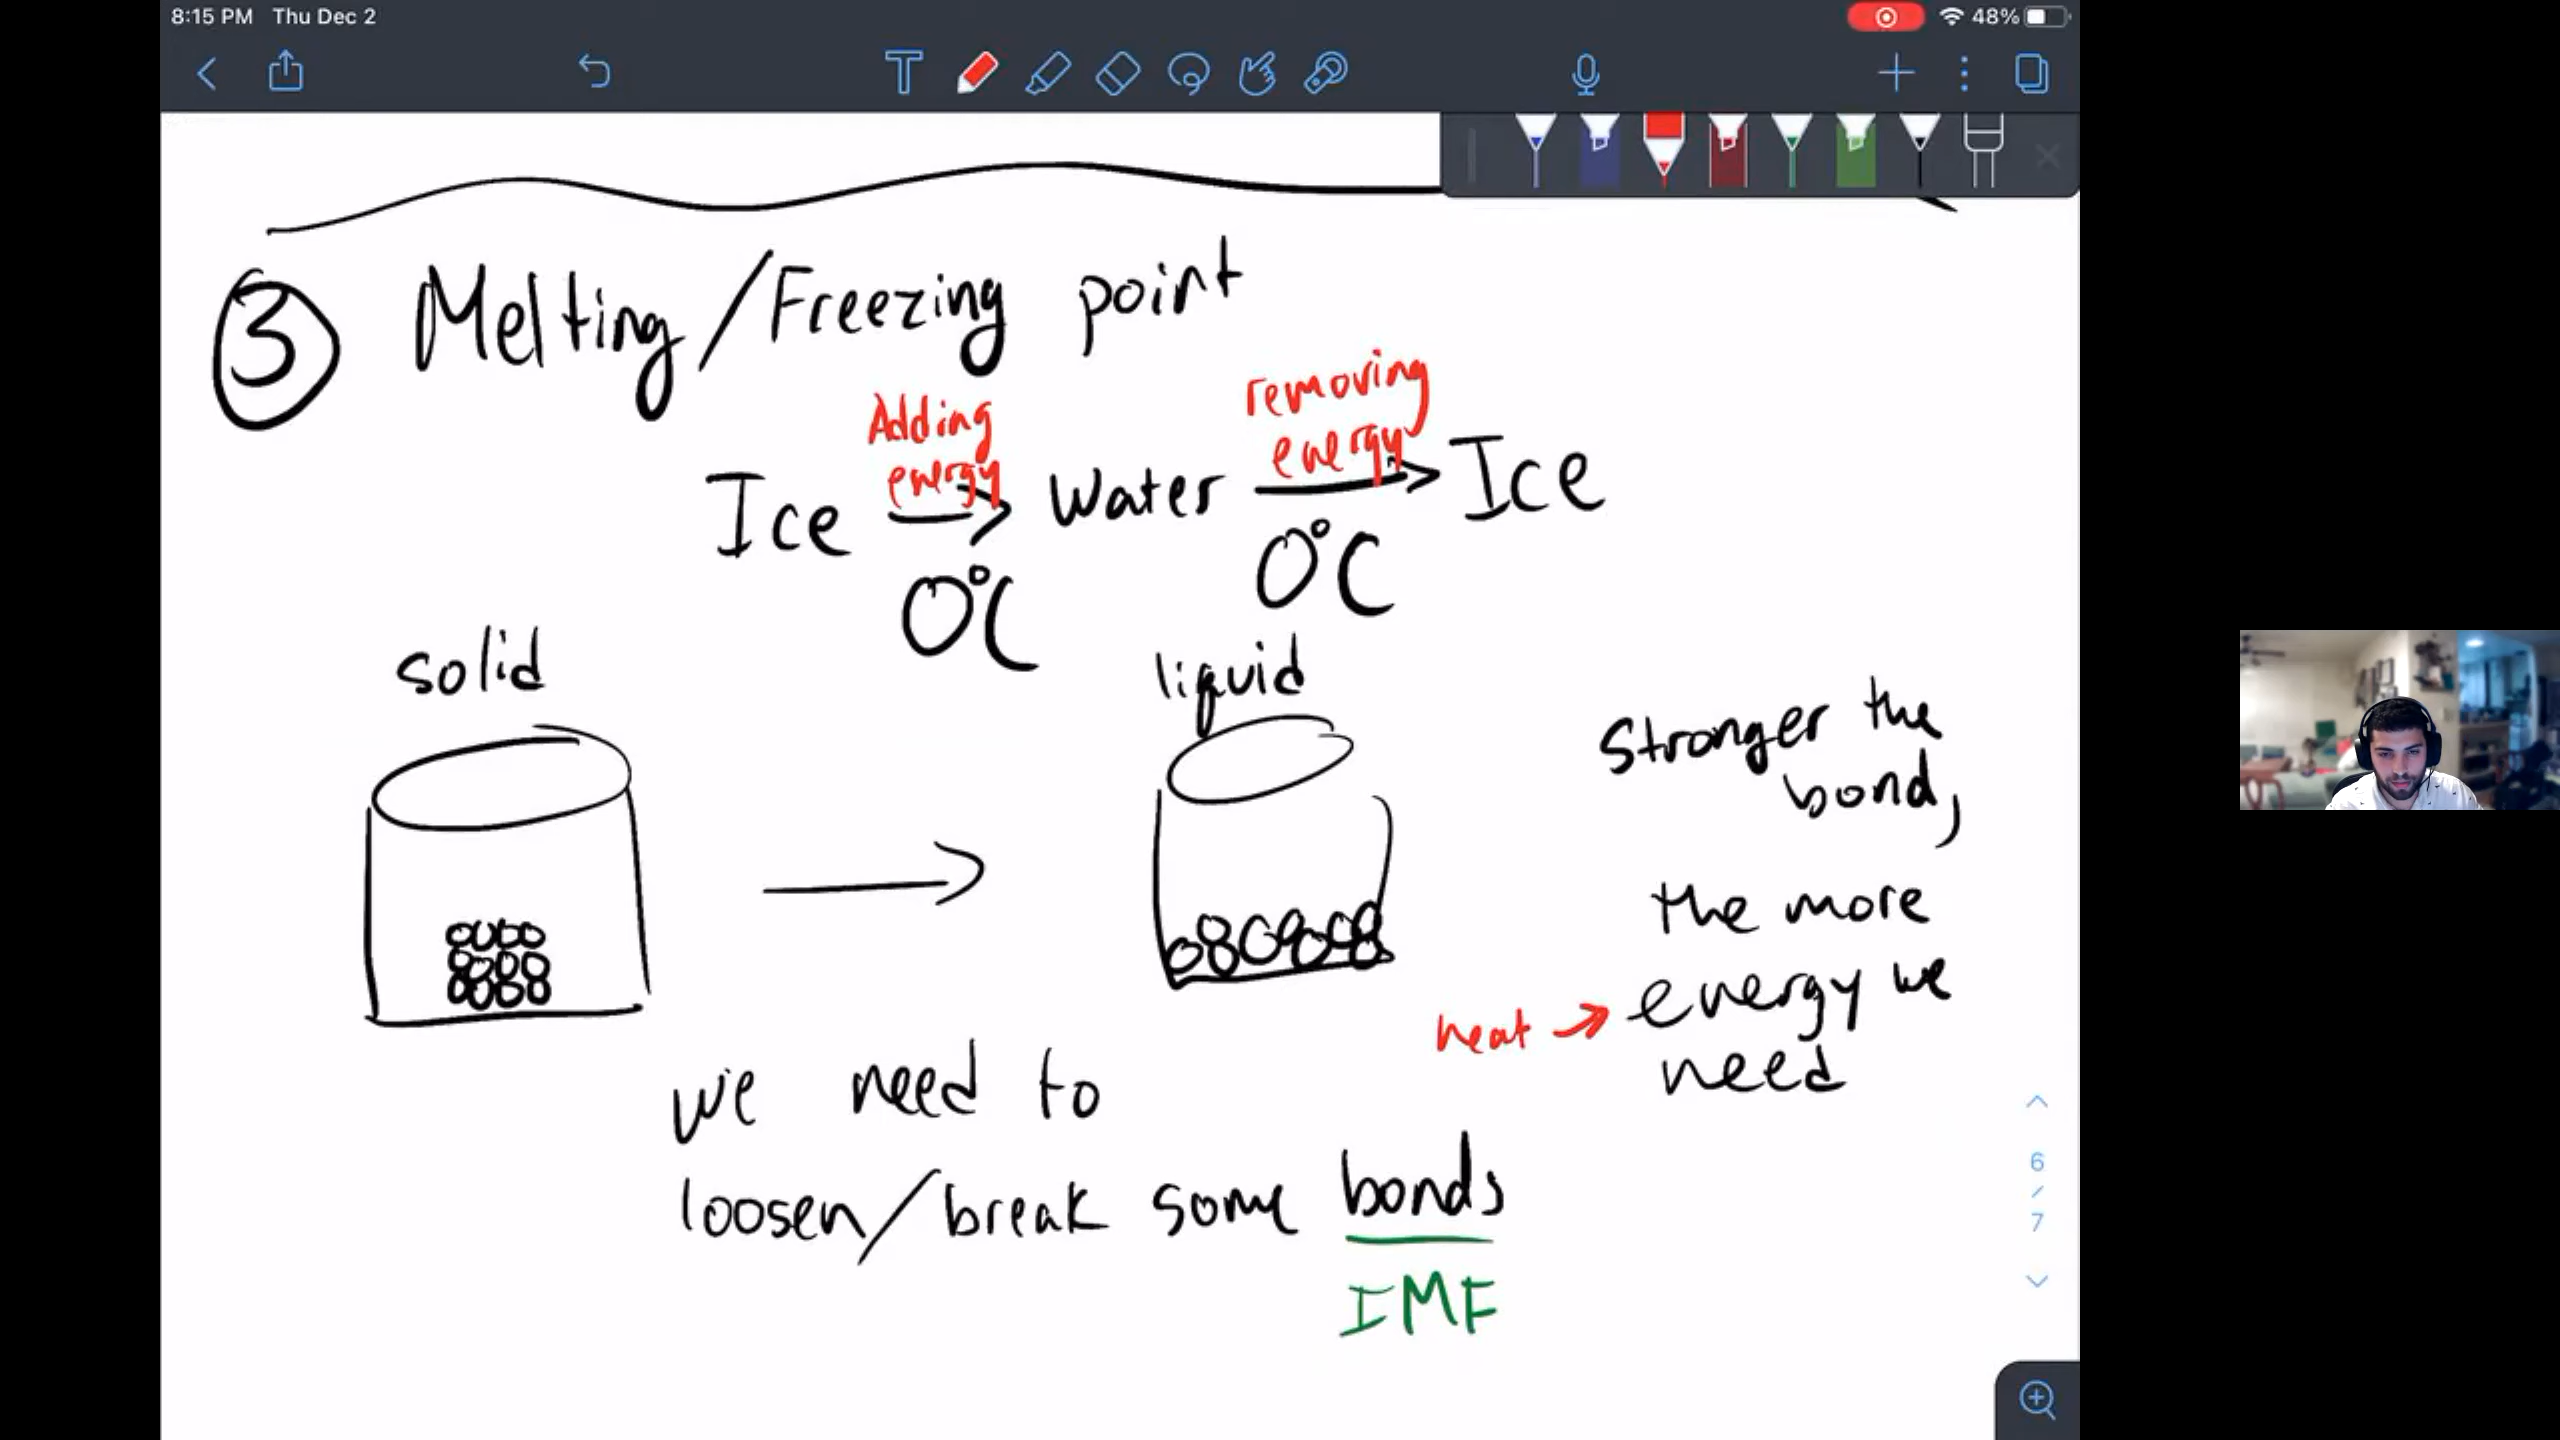 8:15 PM Thu Dec 2
48%
T
3 Melting/Freezing point
Adding energy
removing energy
Ice → Water → Ice
0°C
0°C
solid
liquid
Stronger the
bond,
the more
heat → energy we
need
we need to
loosen/break some bonds
IMF
6
/
7